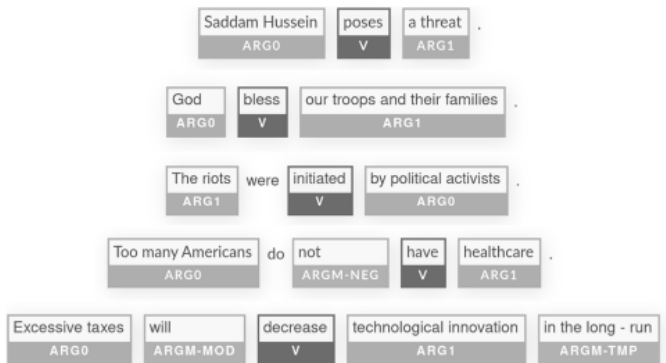 Saddam Hussein poses a threat .
ARG0 V ARG1
God bless our troops and their families .
ARG0 V ARG1
The riots were initiated by political activists .
ARG1 V ARG0
Too many Americans do not have healthcare .
ARG0 ARGM-NEG V ARG1
Excessive taxes will decrease technological innovation in the long - run
ARG0 ARGM-MOD V ARG1 ARGM-TMP